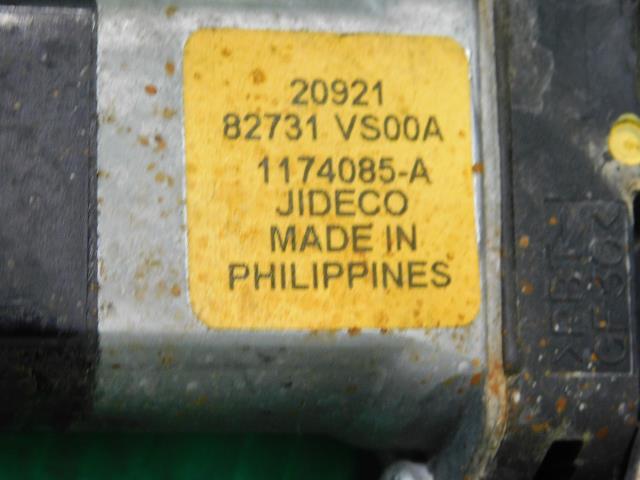 20921
82731 VS00A
1174085-A
JIDECO
MADE IN
PHILIPPINES